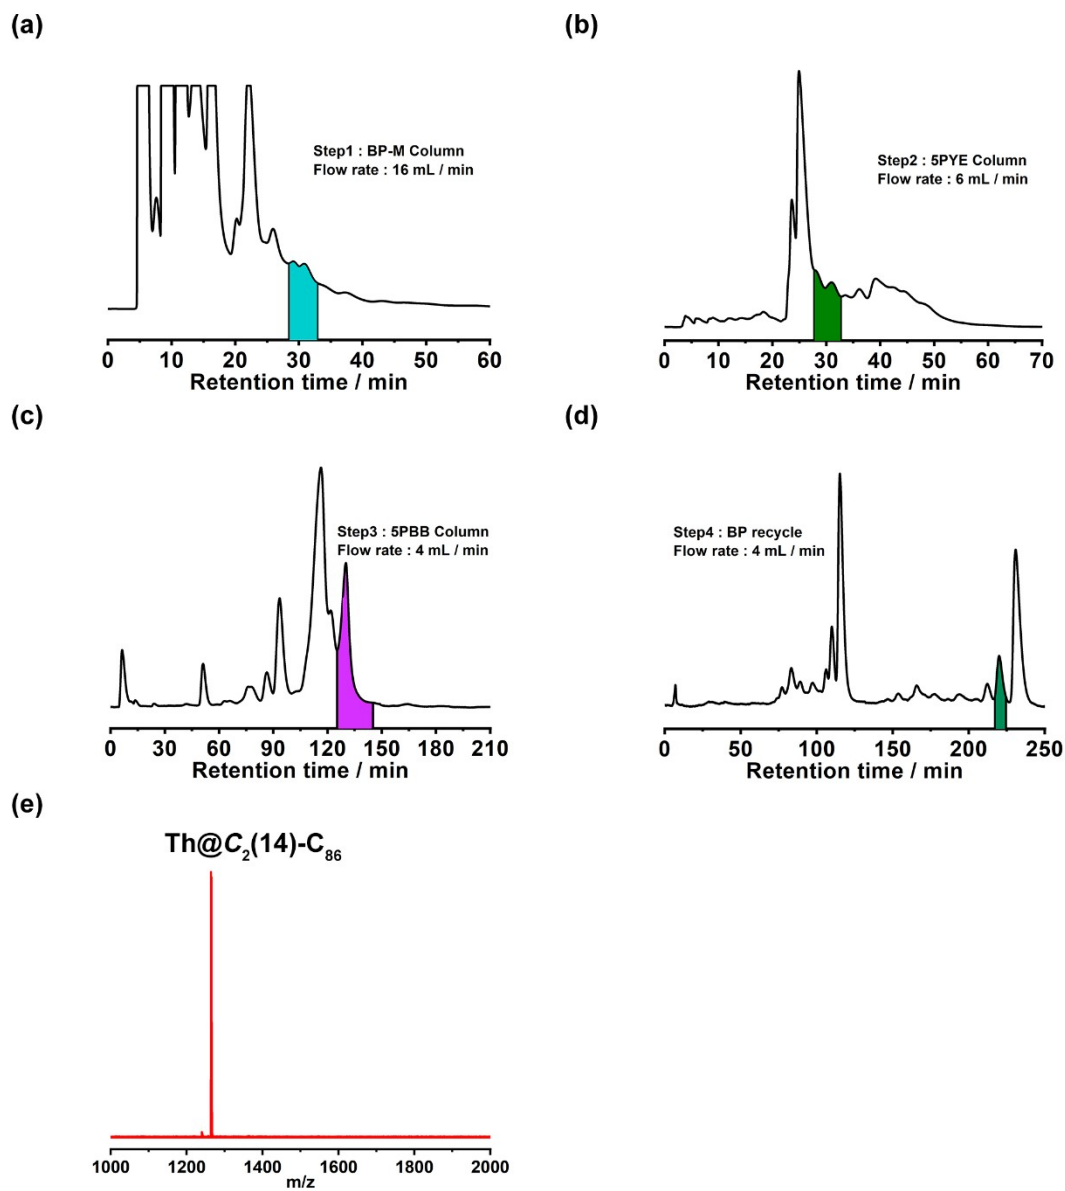 (a)
Step1 : BP-M Column
Flow rate : 16 mL / min
0 10 20 30 40 50 60
Retention time / min
(b)
Step2 : 5PYE Column
Flow rate : 6 mL / min
0 10 20 30 40 50 60 70
Retention time / min
(c)
Step3 : 5PBB Column
Flow rate : 4 mL / min
0 30 60 90 120 150 180 210
Retention time / min
(d)
Step4 : BP recycle
Flow rate : 4 mL / min
0 50 100 150 200 250
Retention time / min
(e)
Th@C₂(14)-C₈₆
1000 1200 1400 1600 1800 2000
m/z